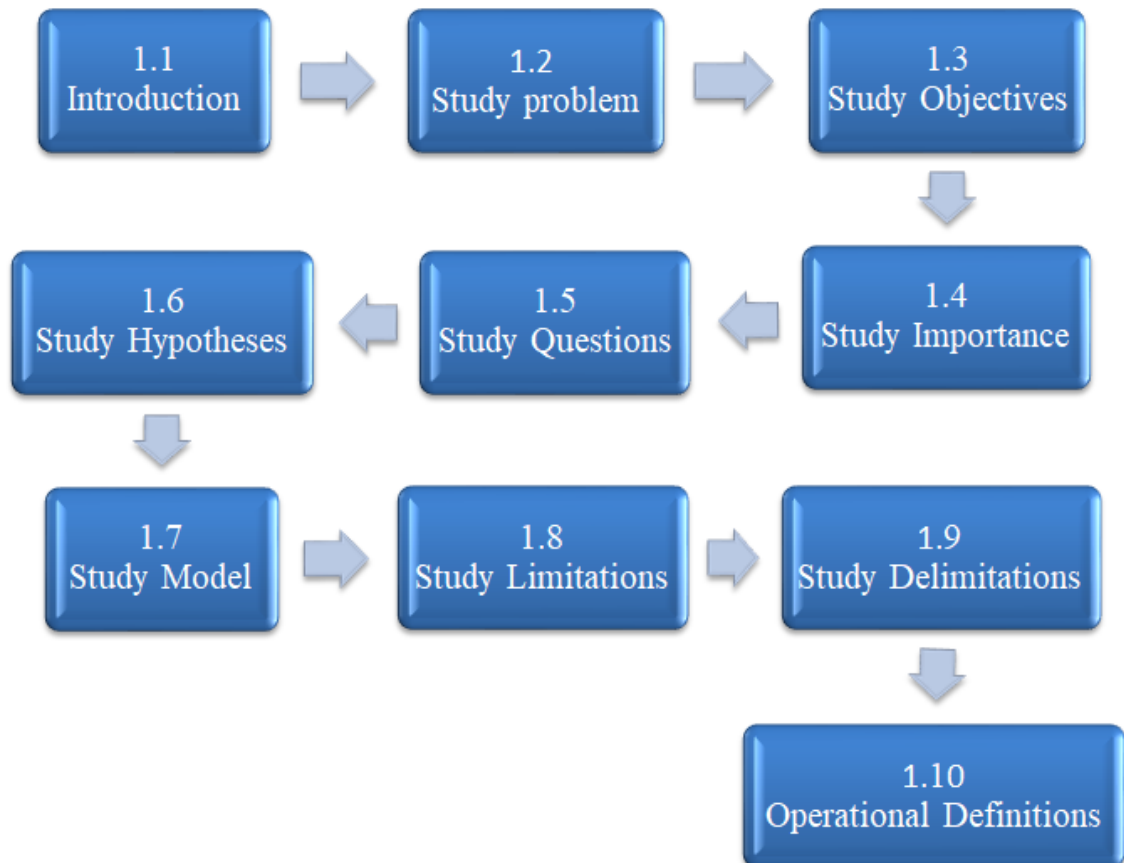 1.1
Introduction
1.2
Study problem
1.3
Study Objectives
1.4
Study Importance
1.5
Study Questions
1.6
Study Hypotheses
1.7
Study Model
1.8
Study Limitations
1.9
Study Delimitations
1.10
Operational Definitions